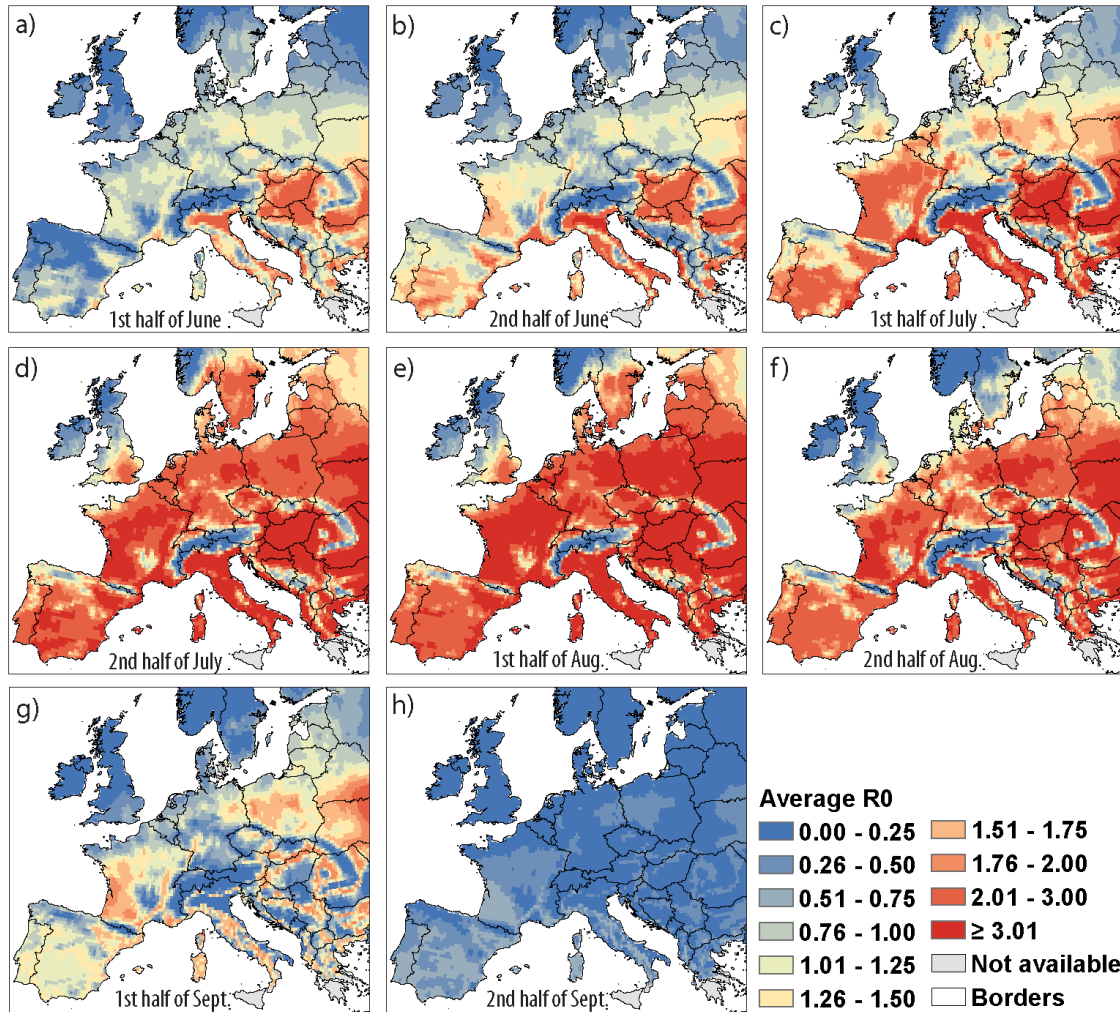 a)
1st half of June
b)
2nd half of June
c)
1st half of July
d)
2nd half of July
e)
1st half of Aug.
f)
2nd half of Aug.
g)
1st half of Sept.
h)
2nd half of Sept.
Average R0
0.00 - 0.25
0.26 - 0.50
0.51 - 0.75
0.76 - 1.00
1.01 - 1.25
1.26 - 1.50
1.51 - 1.75
1.76 - 2.00
2.01 - 3.00
≥ 3.01
Not available
Borders